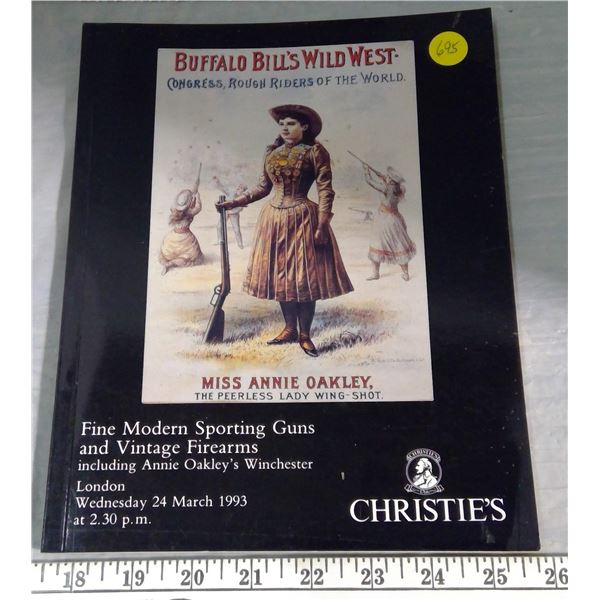 695
BUFFALO BILL'S WILD WEST-
CONGRESS, ROUGH RIDERS OF THE WORLD.
MISS ANNIE OAKLEY,
THE PEERLESS LADY WING-SHOT.
Fine Modern Sporting Guns
and Vintage Firearms
including Annie Oakley's Winchester
London
Wednesday 24 March 1993
at 2.30 p.m.
CHRISTIE'S
CHRISTIE'S
18 19 20 21 22 23 24 25 26